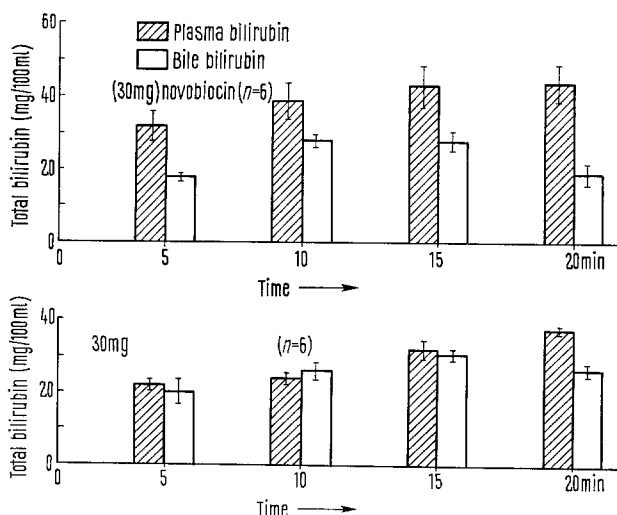 Total bilirubin (mg/100ml)
60
40
20
0
Plasma bilirubin
Bile bilirubin
(30mg) novobiocin (n=6)
0 5 10 15 20min
Time
Total bilirubin (mg/100ml)
40
20
0
30mg (n=6)
0 5 10 15 20min
Time